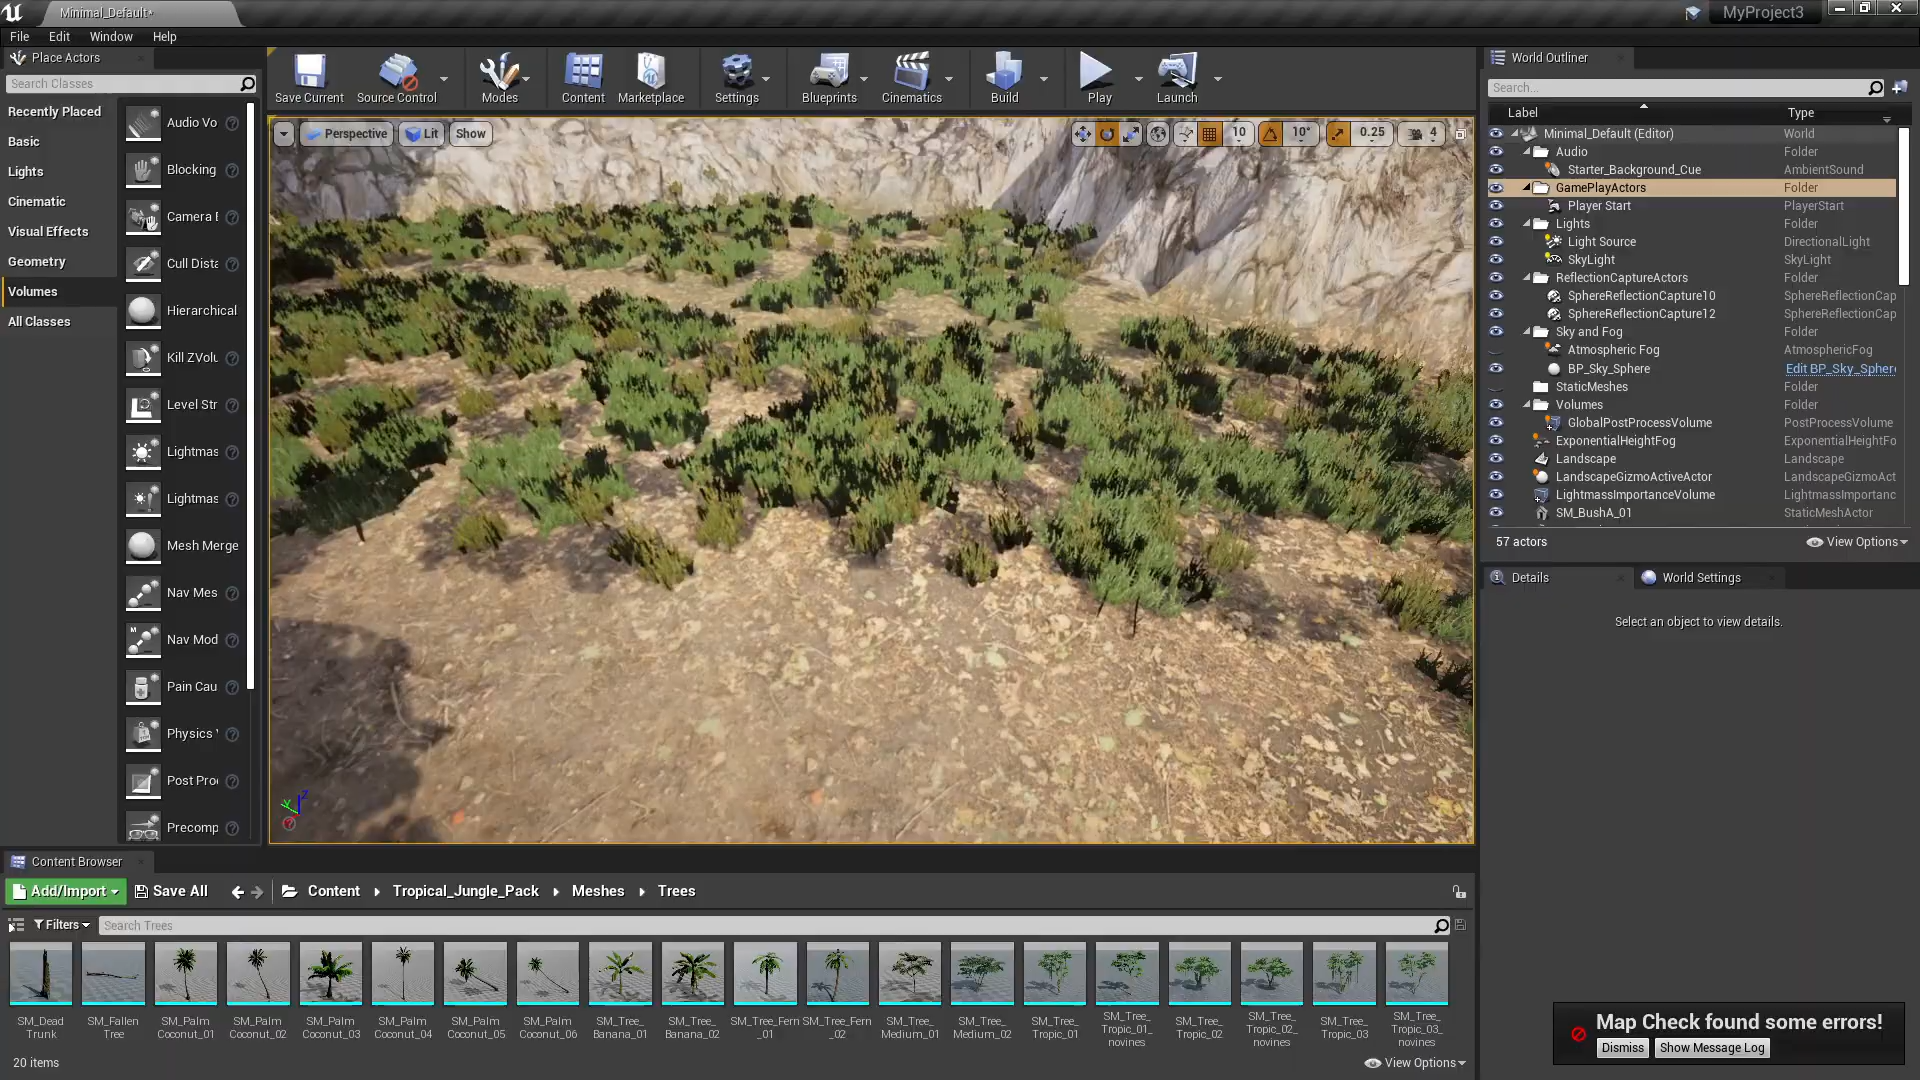 Minimal_Default*
MyProject3
File Edit Window Help
Place Actors
Search Classes
Recently Placed
Basic
Lights
Cinematic
Visual Effects
Geometry
Volumes
All Classes
Audio Vo
Blocking
Camera B
Cull Dista
Hierarchical
Kill ZVolu
Level Str
Lightmas
Lightmas
Mesh Merge
Nav Mes
Nav Mod
Pain Cau
Physics V
Post Proc
Precomp
Save Current
Source Control
Modes
Content
Marketplace
Settings
Blueprints
Cinematics
Build
Play
Launch
Perspective Lit Show
10 10° 0.25 4
World Outliner
Search...
Label Type
Minimal_Default (Editor) World
Audio Folder
Starter_Background_Cue AmbientSound
GamePlayActors Folder
Player Start PlayerStart
Lights Folder
Light Source DirectionalLight
SkyLight SkyLight
ReflectionCaptureActors Folder
SphereReflectionCapture10 SphereReflectionCap
SphereReflectionCapture12 SphereReflectionCap
Sky and Fog Folder
Atmospheric Fog AtmosphericFog
BP_Sky_Sphere Edit BP_Sky_Sphere
StaticMeshes Folder
Volumes Folder
GlobalPostProcessVolume PostProcessVolume
ExponentialHeightFog ExponentialHeightFo
Landscape Landscape
LandscapeGizmoActiveActor LandscapeGizmoAct
LightmassImportanceVolume LightmassImportanc
SM_BushA_01 StaticMeshActor
57 actors
View Options
Details
World Settings
Select an object to view details.
Y Z
Content Browser
Add/Import Save All Content Tropical_Jungle_Pack Meshes Trees
Filters Search Trees
SM_Dead Trunk
SM_Fallen Tree
SM_Palm Coconut_01
SM_Palm Coconut_02
SM_Palm Coconut_03
SM_Palm Coconut_04
SM_Palm Coconut_05
SM_Palm Coconut_06
SM_Tree_ Banana_01
SM_Tree_ Banana_02
SM_Tree_Fern _01
SM_Tree_Fern _02
SM_Tree_ Medium_01
SM_Tree_ Medium_02
SM_Tree_ Tropic_01
SM_Tree_ Tropic_01_ novines
SM_Tree_ Tropic_02
SM_Tree_ Tropic_02_ novines
SM_Tree_ Tropic_03
SM_Tree_ Tropic_03_ novines
20 items
View Options
Map Check found some errors!
Dismiss
Show Message Log